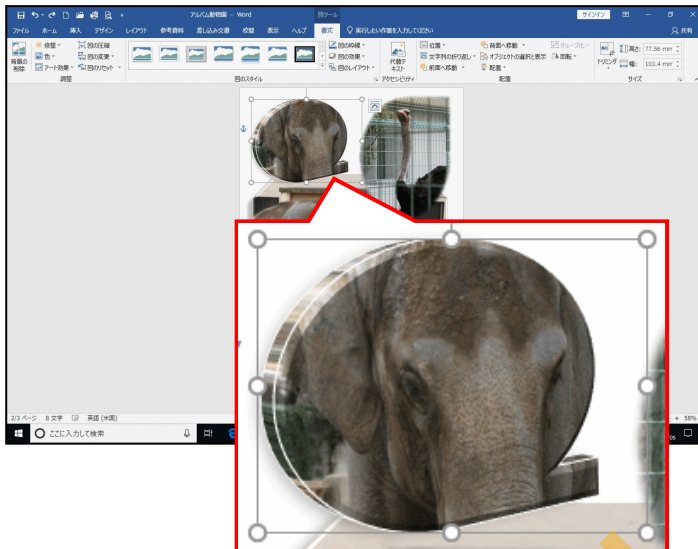 アルバム動物園 - Word
図ツール
サインイン
ファイル ホーム 挿入 デザイン レイアウト 参考資料 差し込み文書 校閲 表示 ヘルプ 書式 実行したい作業を入力してください
共有
背景の削除
修整
色
アート効果
図の圧縮
図の変更
図のリセット
調整
図のスタイル
図の枠線
図の効果
図のレイアウト
代替テキスト
アクセシビリティ
位置
文字列の折り返し
前面へ移動
背面へ移動
オブジェクトの選択と表示
配置
グループ化
回転
配置
トリミング
高さ: 77.56 mm
幅: 103.4 mm
サイズ
2/3 ページ 8 文字 英語 (米国)
58%
ここに入力して検索